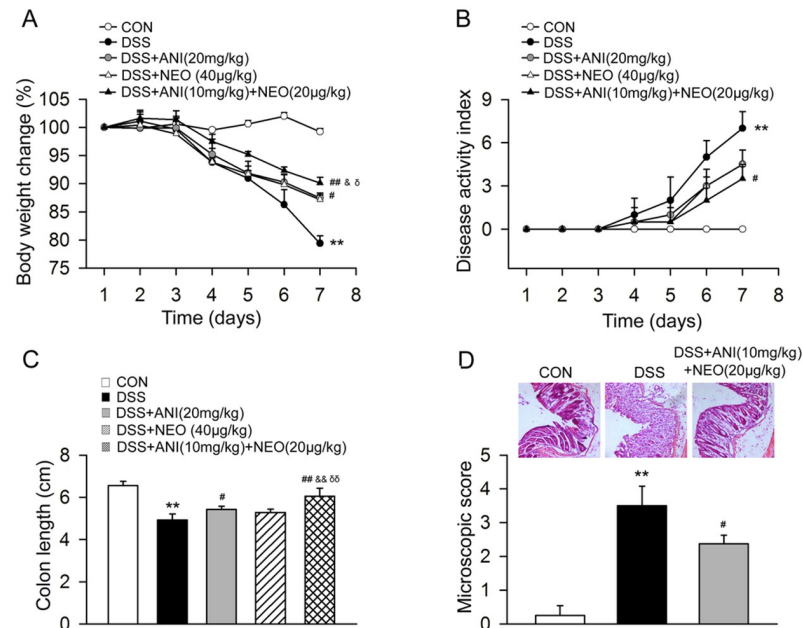 A
CON
DSS
DSS+ANI(20mg/kg)
DSS+NEO (40µg/kg)
DSS+ANI(10mg/kg)+NEO(20µg/kg)
Body weight change (%)
105
100
95
90
85
80
75
## & δ
#
**
1 2 3 4 5 6 7 8
Time (days)
B
CON
DSS
DSS+ANI(20mg/kg)
DSS+NEO (40µg/kg)
DSS+ANI(10mg/kg)+NEO(20µg/kg)
Disease activity index
9
6
3
0
**
#
1 2 3 4 5 6 7 8
Time (days)
C
CON
DSS
DSS+ANI(20mg/kg)
DSS+NEO (40µg/kg)
DSS+ANI(10mg/kg)+NEO(20µg/kg)
Colon length (cm)
8
6
4
2
0
**
#
## && δδ
D
CON
DSS
DSS+ANI(10mg/kg)
+NEO(20µg/kg)
Microscopic score
5
4
3
2
1
0
**
#